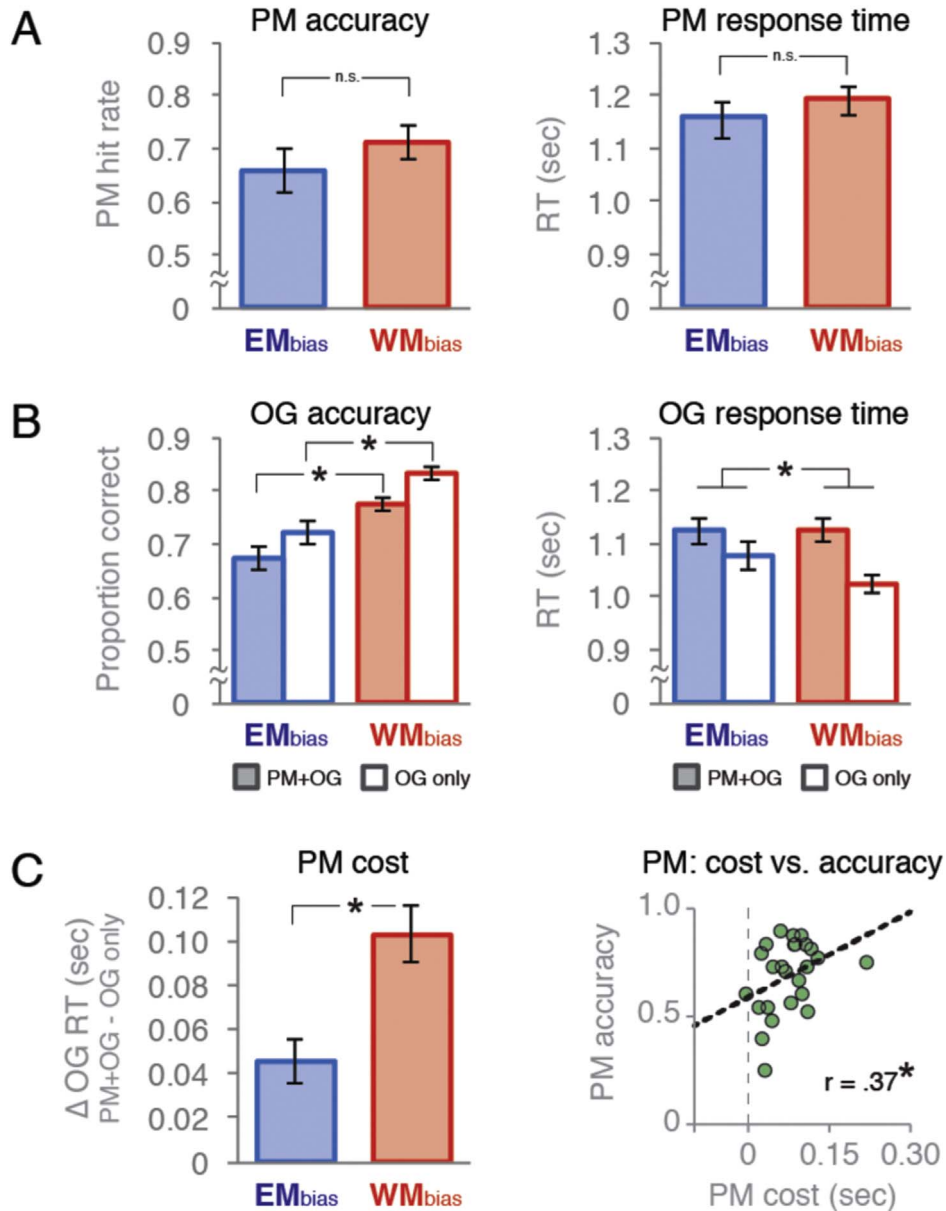 A
PM accuracy
PM hit rate
0.9
0.8
0.7
0.6
0.5
0
n.s.
EMbias
WMbias
PM response time
RT (sec)
1.3
1.2
1.1
1.0
0.9
0
n.s.
EMbias
WMbias
B
OG accuracy
Proportion correct
0.9
0.8
0.7
0.6
0.5
0
*
*
EMbias
WMbias
PM+OG
OG only
OG response time
RT (sec)
1.3
1.2
1.1
1.0
0.9
0
*
EMbias
WMbias
PM+OG
OG only
C
PM cost
Δ OG RT (sec)
PM+OG - OG only
0.12
0.10
0.08
0.06
0.04
0.02
0
*
EMbias
WMbias
PM: cost vs. accuracy
PM accuracy
1.0
0.5
0
r = .37*
0
0.15
0.30
PM cost (sec)